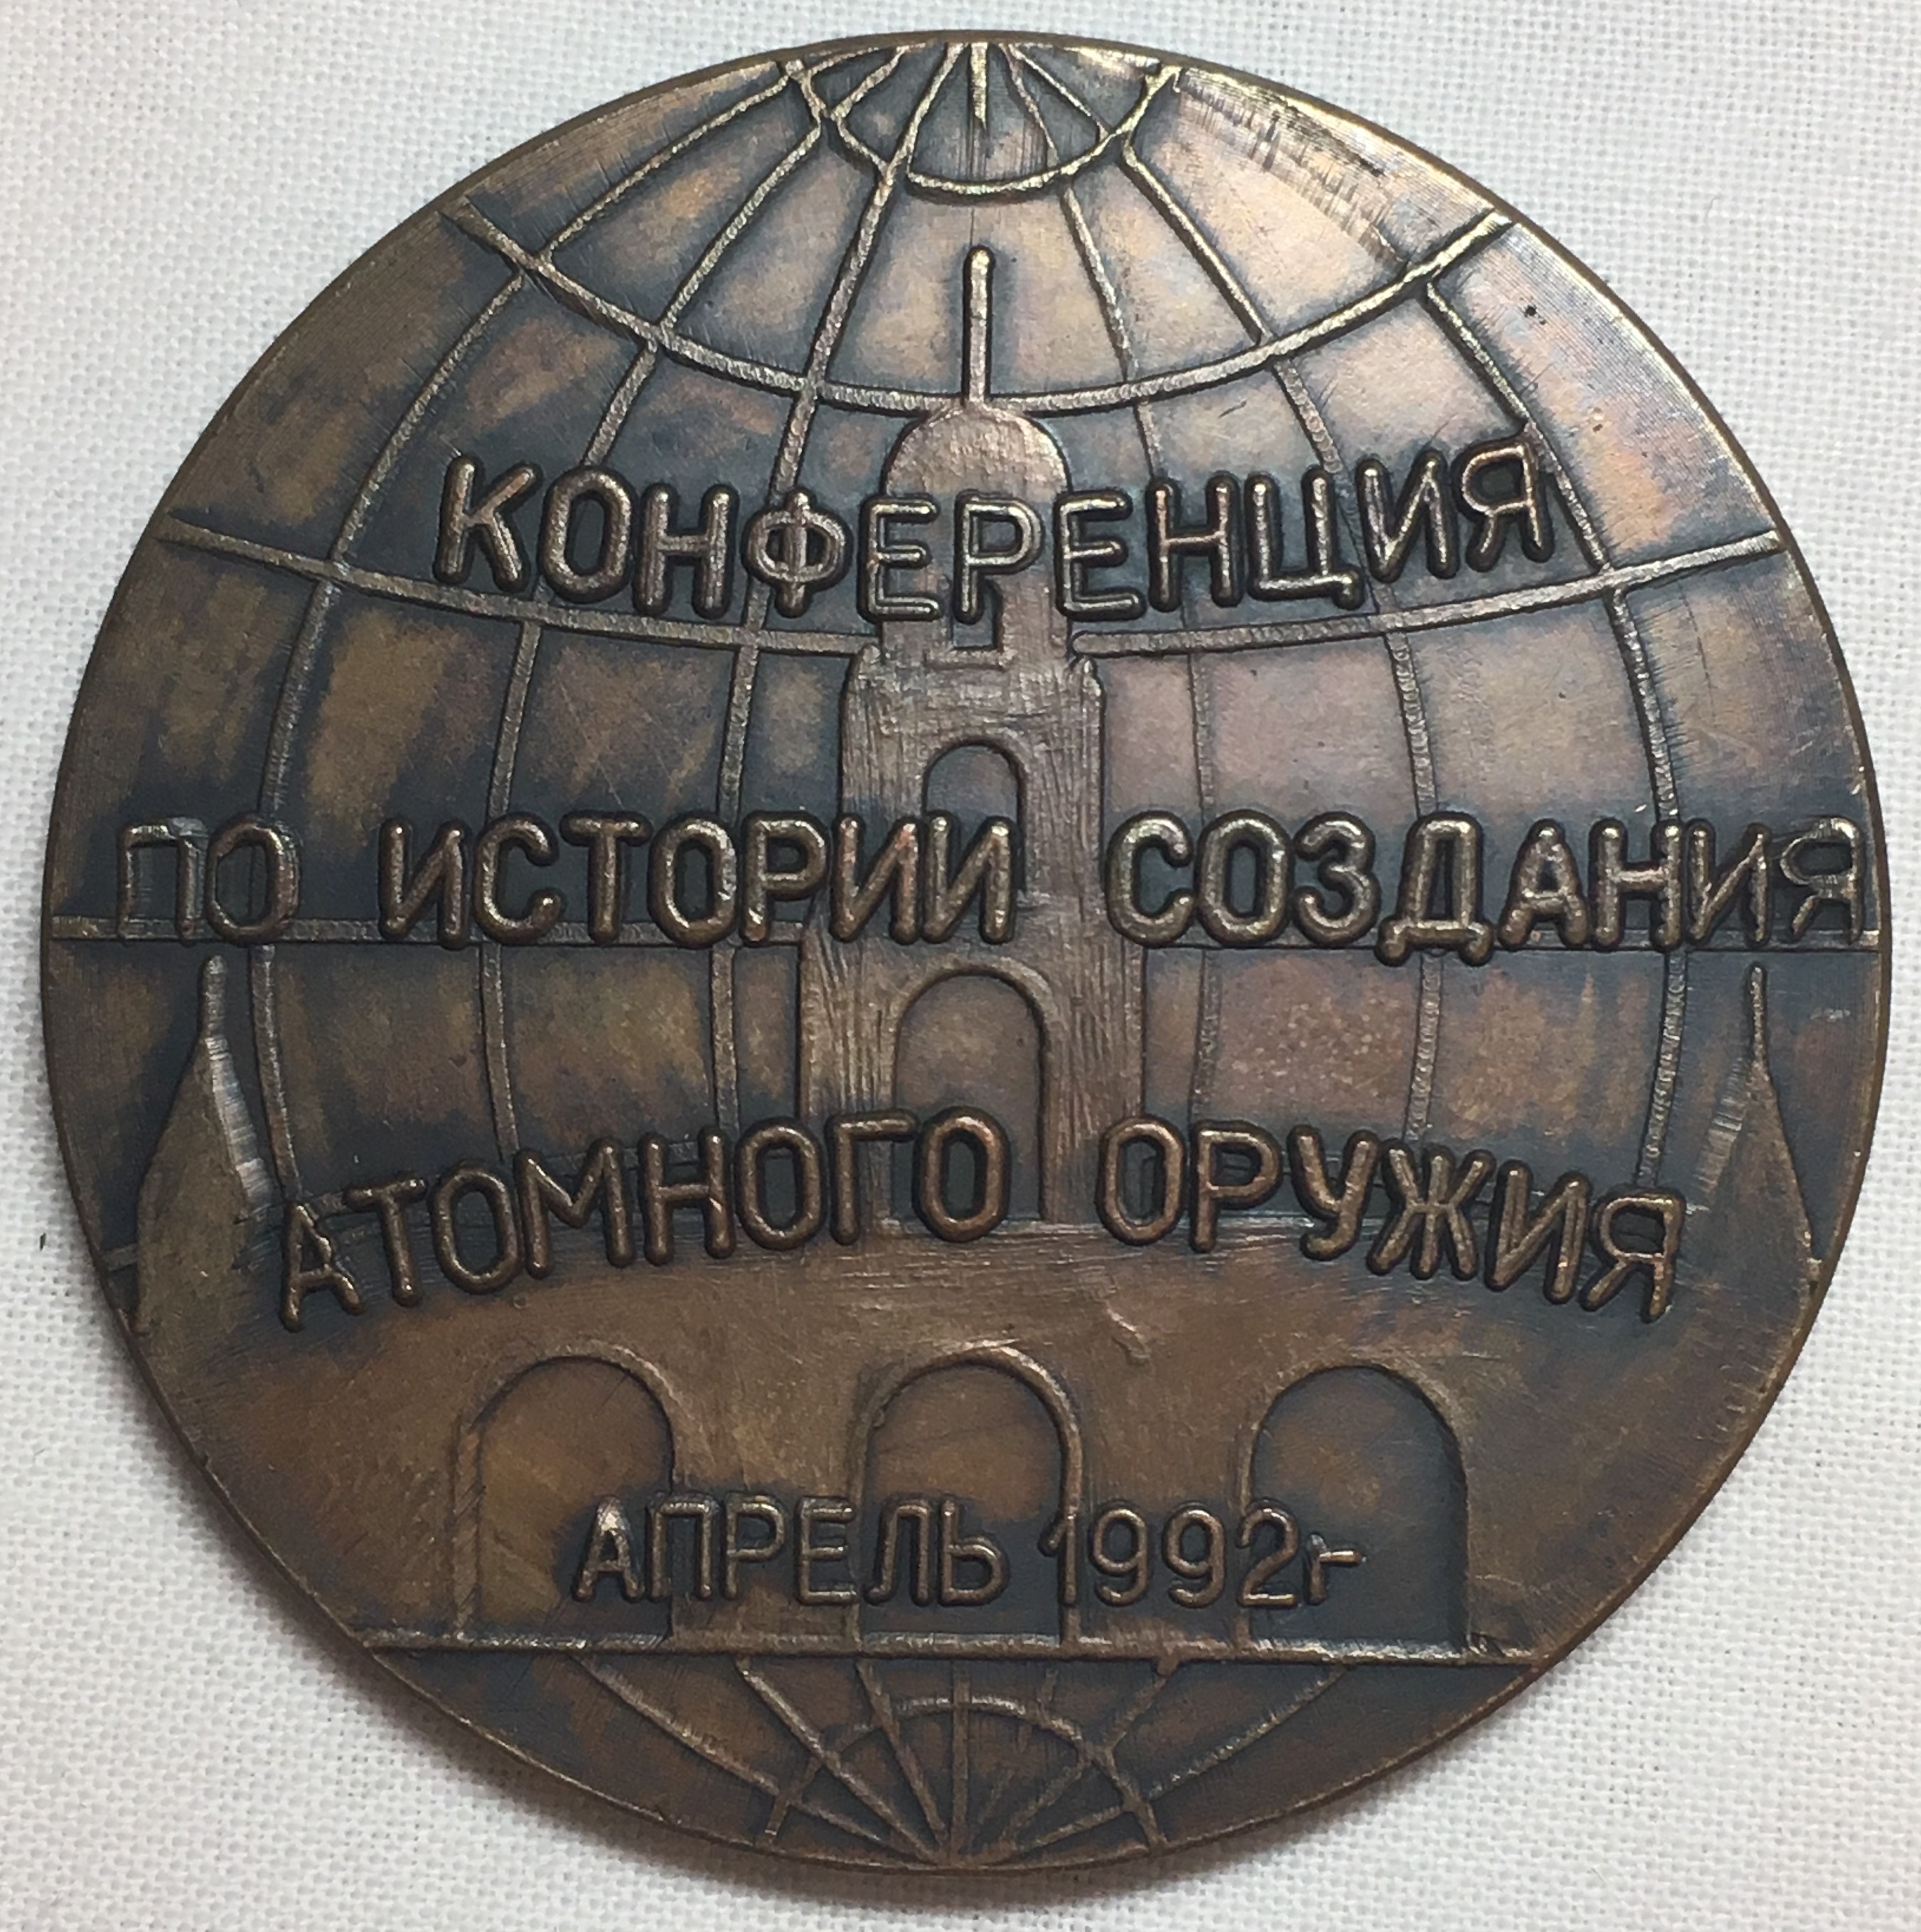 КОНФЕРЕНЦИЯ
ПО ИСТОРИИ СОЗДАНИЯ
АТОМНОГО ОРУЖИЯ
АПРЕЛЬ 1992г